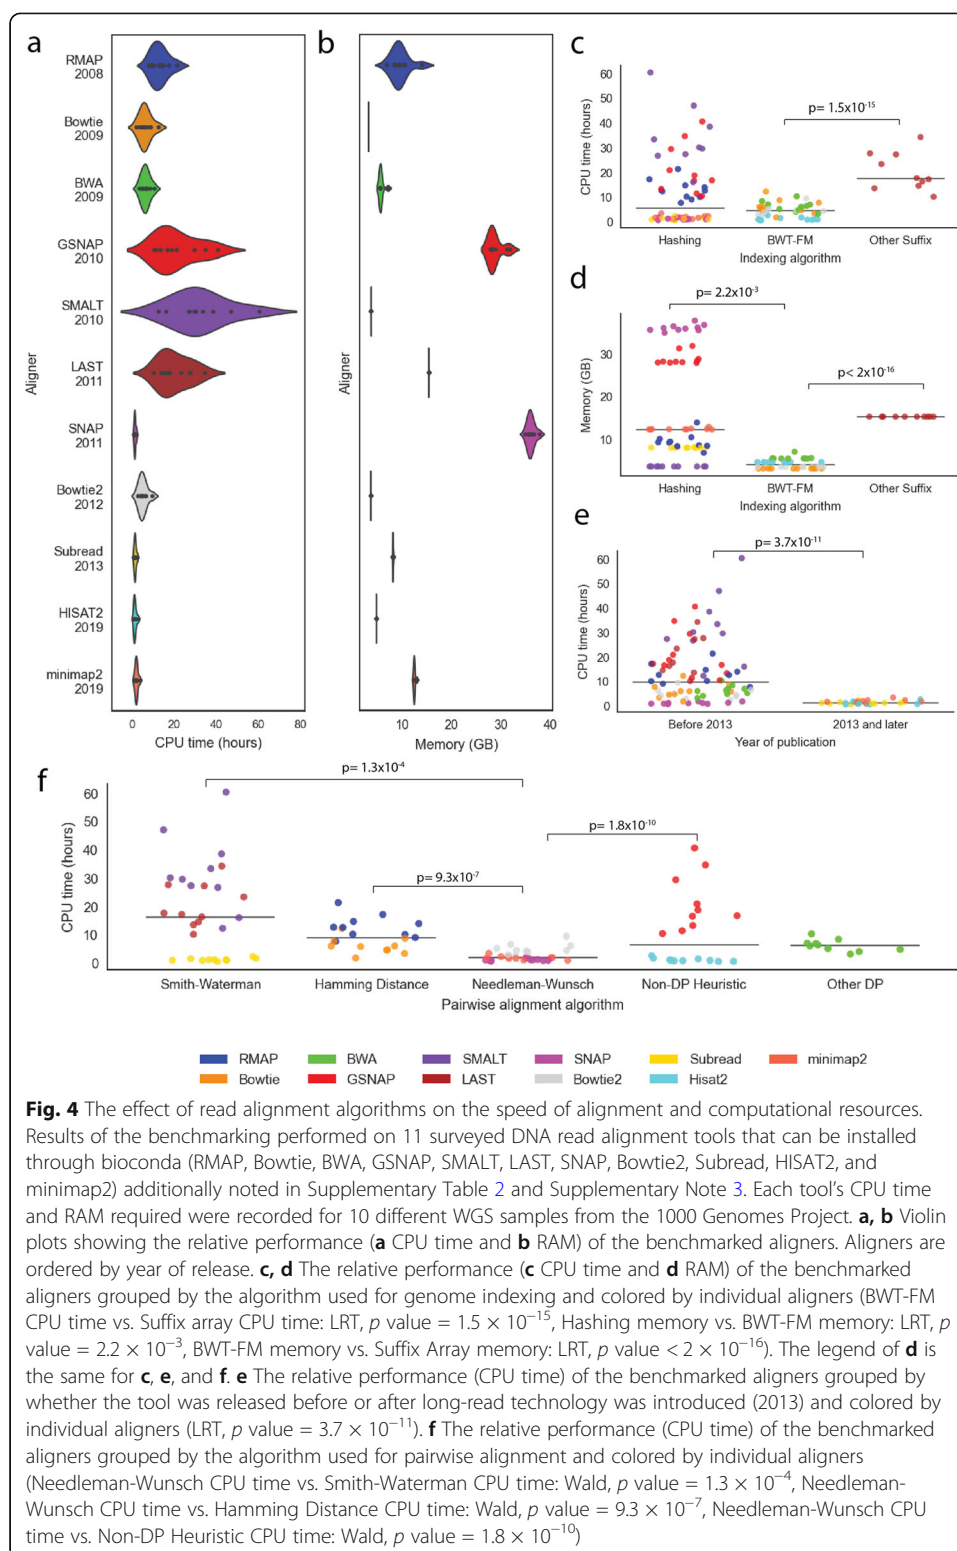 a
RMAP
2008
Bowtie
2009
BWA
2009
GSNAP
2010
SMALT
2010
LAST
2011
SNAP
2011
Bowtie2
2012
Subread
2013
HISAT2
2019
minimap2
2019
Aligner
0 20 40 60 80
CPU time (hours)
b
Aligner
10 20 30 40
Memory (GB)
c
60
50
40
30
20
10
0
CPU time (hours)
p= 1.5x10-15
Hashing BWT-FM Other Suffix
Indexing algorithm
d
p= 2.2x10-3
30
20
10
Memory (GB)
p< 2x10-16
Hashing BWT-FM Other Suffix
Indexing algorithm
e
p= 3.7x10-11
60
50
40
30
20
10
0
CPU time (hours)
Before 2013 2013 and later
Year of publication
f
p= 1.3x10-4
60
50
40
30
20
10
0
CPU time (hours)
p= 1.8x10-10
p= 9.3x10-7
Smith-Waterman Hamming Distance Needleman-Wunsch Non-DP Heuristic Other DP
Pairwise alignment algorithm
RMAP BWA SMALT SNAP Subread minimap2
Bowtie GSNAP LAST Bowtie2 Hisat2
Fig. 4 The effect of read alignment algorithms on the speed of alignment and computational resources.
Results of the benchmarking performed on 11 surveyed DNA read alignment tools that can be installed
through bioconda (RMAP, Bowtie, BWA, GSNAP, SMALT, LAST, SNAP, Bowtie2, Subread, HISAT2, and
minimap2) additionally noted in Supplementary Table 2 and Supplementary Note 3. Each tool's CPU time
and RAM required were recorded for 10 different WGS samples from the 1000 Genomes Project. a, b Violin
plots showing the relative performance (a CPU time and b RAM) of the benchmarked aligners. Aligners are
ordered by year of release. c, d The relative performance (c CPU time and d RAM) of the benchmarked
aligners grouped by the algorithm used for genome indexing and colored by individual aligners (BWT-FM
CPU time vs. Suffix array CPU time: LRT, p value = 1.5 × 10−15, Hashing memory vs. BWT-FM memory: LRT, p
value = 2.2 × 10−3, BWT-FM memory vs. Suffix Array memory: LRT, p value < 2 × 10−16). The legend of d is
the same for c, e, and f. e The relative performance (CPU time) of the benchmarked aligners grouped by
whether the tool was released before or after long-read technology was introduced (2013) and colored by
individual aligners (LRT, p value = 3.7 × 10−11). f The relative performance (CPU time) of the benchmarked
aligners grouped by the algorithm used for pairwise alignment and colored by individual aligners
(Needleman-Wunsch CPU time vs. Smith-Waterman CPU time: Wald, p value = 1.3 × 10−4, Needleman-
Wunsch CPU time vs. Hamming Distance CPU time: Wald, p value = 9.3 × 10−7, Needleman-Wunsch CPU
time vs. Non-DP Heuristic CPU time: Wald, p value = 1.8 × 10−10)